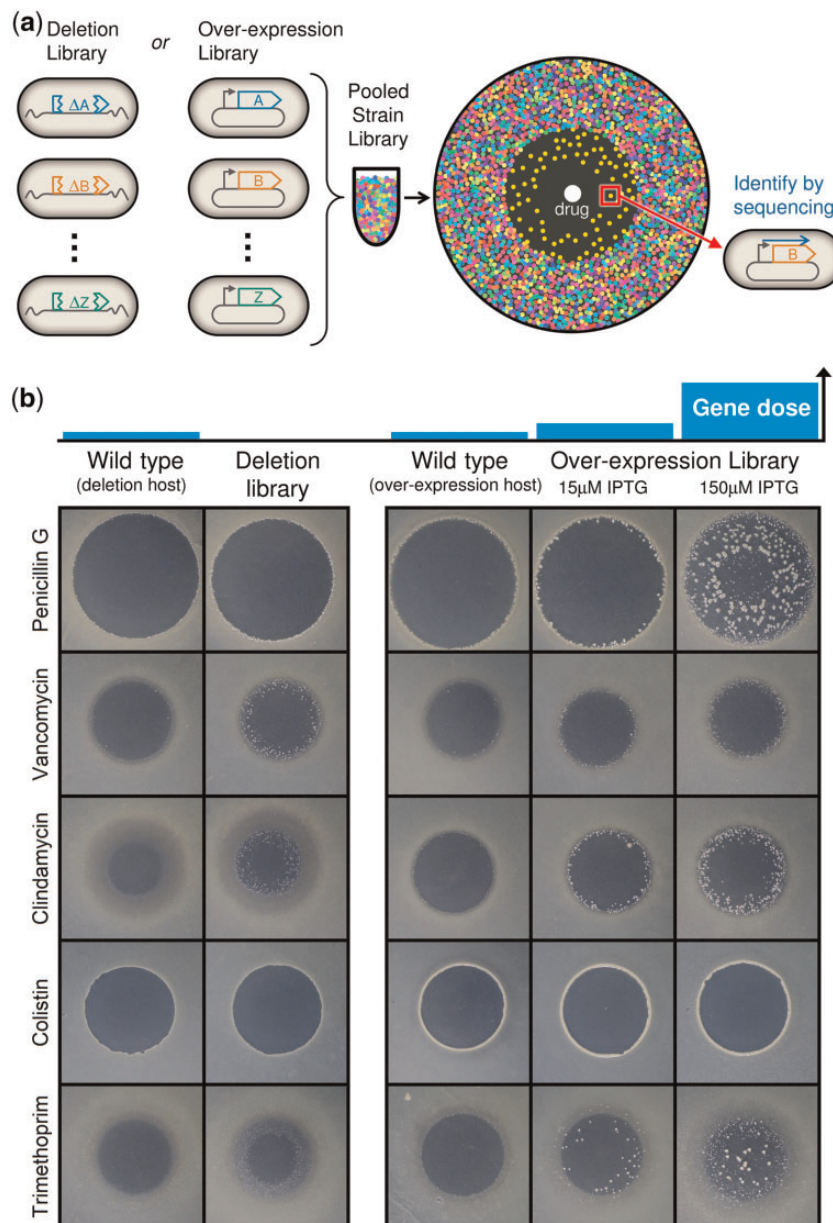 (a)
Deletion
Library
or
Over-expression
Library
ΔA
A
ΔB
B
ΔZ
Z
Pooled
Strain
Library
drug
Identify by
sequencing
B
(b)
Gene dose
Wild type
(deletion host)
Deletion
library
Wild type
(over-expression host)
Over-expression Library
15µM IPTG
150µM IPTG
Penicillin G
Vancomycin
Clindamycin
Colistin
Trimethoprim